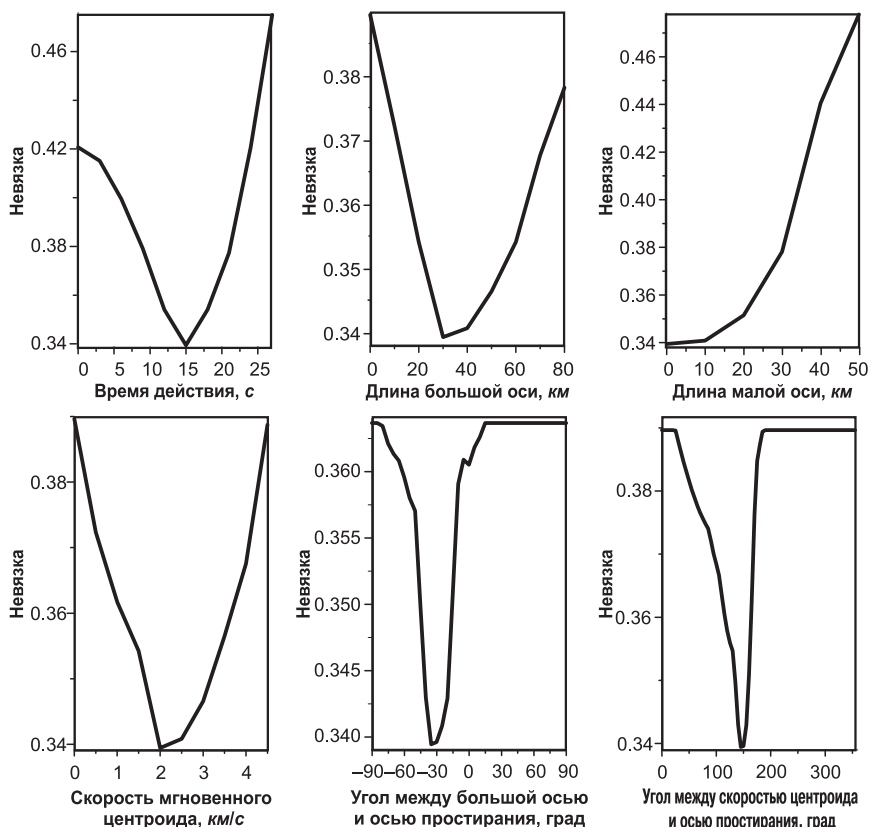 0.46
0.42
0.38
0.34
Невязка
0 5 10 15 20 25
Время действия, с
0.38
0.37
0.36
0.35
0.34
Невязка
0 20 40 60 80
Длина большой оси, км
0.46
0.44
0.42
0.40
0.38
0.36
0.34
Невязка
0 10 20 30 40 50
Длина малой оси, км
0.38
0.36
0.34
Невязка
0 1 2 3 4
Скорость мгновенного
центроида, км/с
0.360
0.355
0.350
0.345
0.340
Невязка
–90–60–30 0 30 60 90
Угол между большой осью
и осью простирания, град
0.38
0.36
0.34
Невязка
0 100 200 300
Угол между скоростью центроида
и осью простирания, град